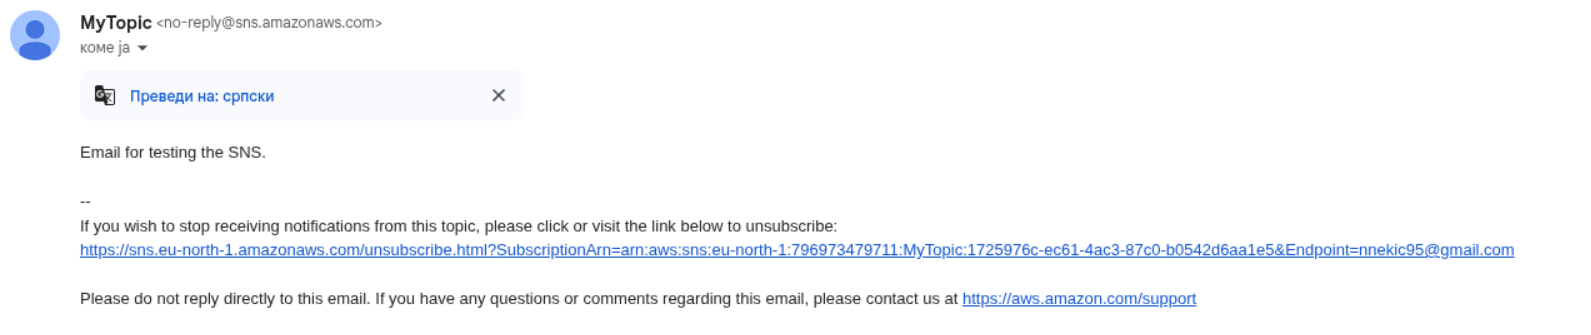 MyTopic <no-reply@sns.amazonaws.com>
коме ја
Преведи на: српски
Email for testing the SNS.
--
If you wish to stop receiving notifications from this topic, please click or visit the link below to unsubscribe:
https://sns.eu-north-1.amazonaws.com/unsubscribe.html?SubscriptionArn=arn:aws:sns:eu-north-1:796973479711:MyTopic:1725976c-ec61-4ac3-87c0-b0542d6aa1e5&Endpoint=nnekic95@gmail.com
Please do not reply directly to this email. If you have any questions or comments regarding this email, please contact us at https://aws.amazon.com/support